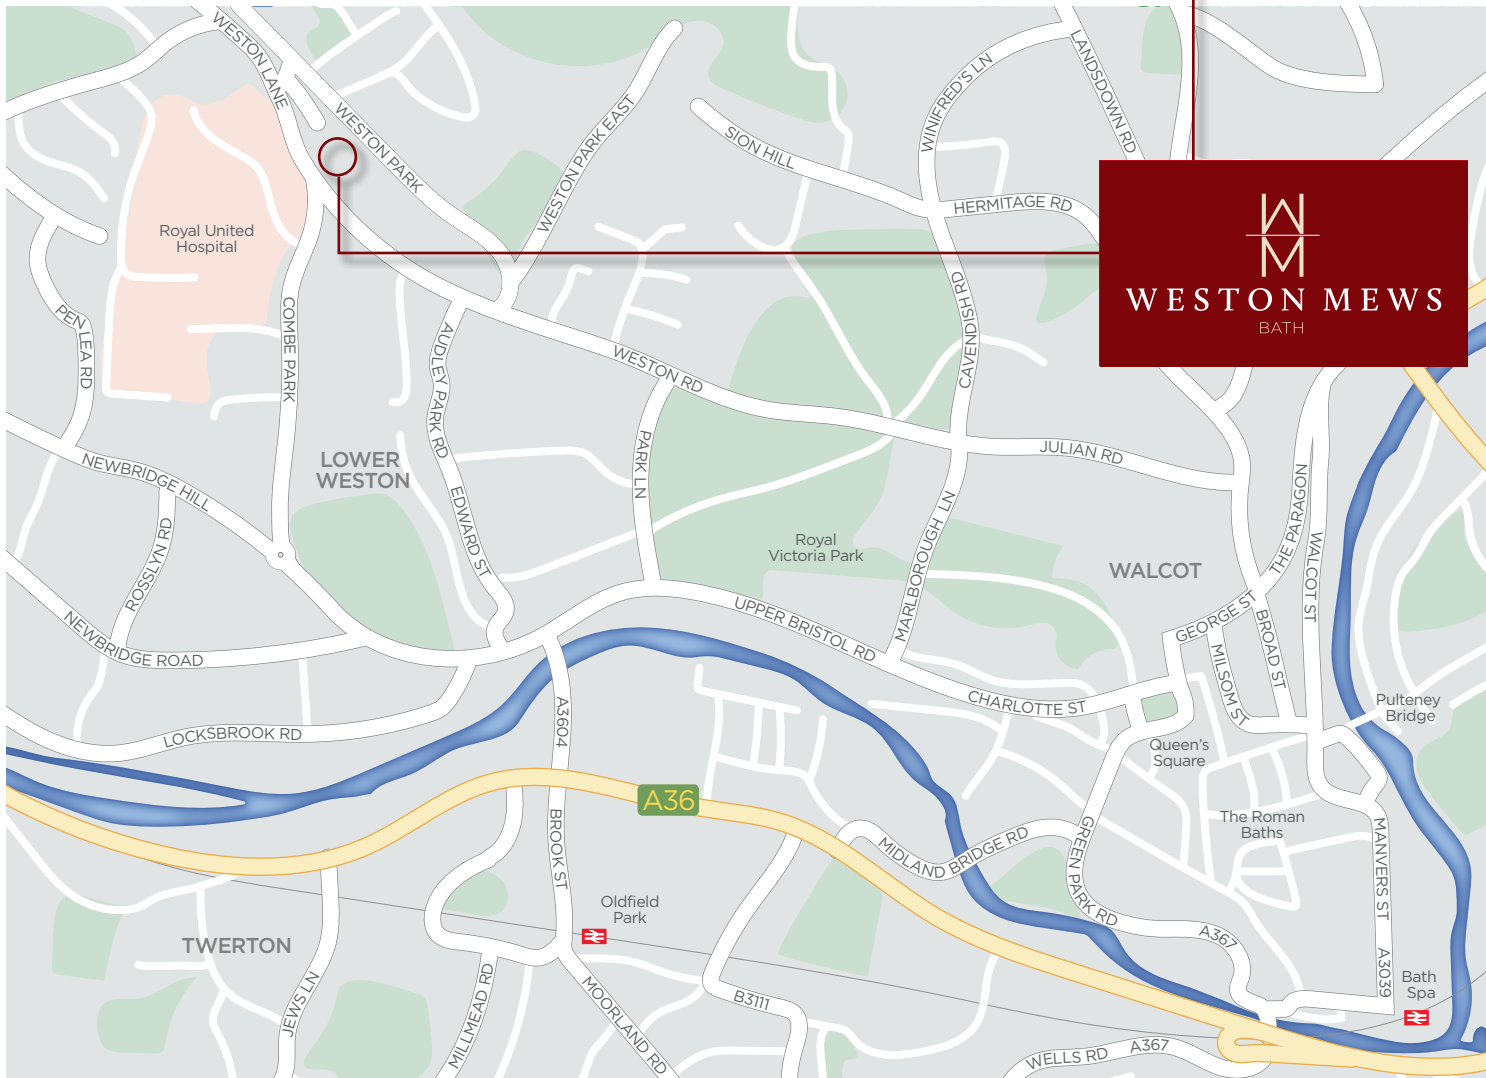 WESTON LANE
WESTON PARK
WESTON PARK EAST
SION HILL
WINIFRED'S LN
LANDSDOWN RD
HERMITAGE RD
Royal United
Hospital
WESTON MEWS
BATH
PEN LEA RD
COMBE PARK
AUDLEY PARK RD
WESTON RD
CAVENDISH RD
PARK LN
JULIAN RD
LOWER
WESTON
NEWBRIDGE HILL
EDWARD ST
ROSSLYN RD
Royal
Victoria Park
MARLBOROUGH LN
WALCOT
THE PARAGON
WALCOT ST
GEORGE ST
BROAD ST
MILSOM ST
NEWBRIDGE ROAD
UPPER BRISTOL RD
CHARLOTTE ST
LOCKSBROOK RD
A3604
Pulteney
Bridge
Queen's
Square
A36
The Roman
Baths
BROOK ST
MIDLAND BRIDGE RD
GREEN PARK RD
MANVERS ST
Oldfield
Park
TWERTON
A367
A3039
Bath
Spa
JEWS LN
MILLMEAD RD
MOORLAND RD
B3111
WELLS RD
A367